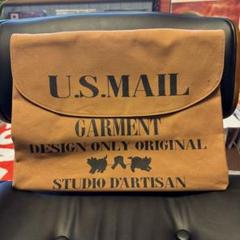 U.S.MAIL
GARMENT
DESIGN ONLY ORIGINAL
STUDIO D'ARTISAN